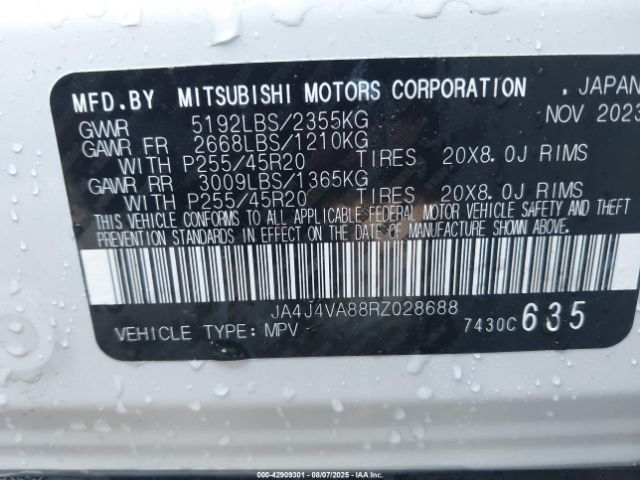 MFD.BY MITSUBISHI MOTORS CORPORATION , JAPAN
GVWR 5192LBS/2355KG NOV 2023
GAWR FR 2668LBS/1210KG
WITH P255/45R20 TIRES 20X8.0J RIMS
GAWR RR 3009LBS/1365KG
WITH P255/45R20 TIRES 20X8.0J RIMS
THIS VEHICLE CONFORMS TO ALL APPLICABLE FEDERAL MOTOR VEHICLE SAFETY AND THEFT
PREVENTION STANDARDS IN EFFECT ON THE DATE OF MANUFACTURE SHOWN ABOVE.
JA4J4VA88RZ028688
VEHICLE TYPE: MPV 7430C 635
000-42909301 - 08/07/2025 - IAAI.COM